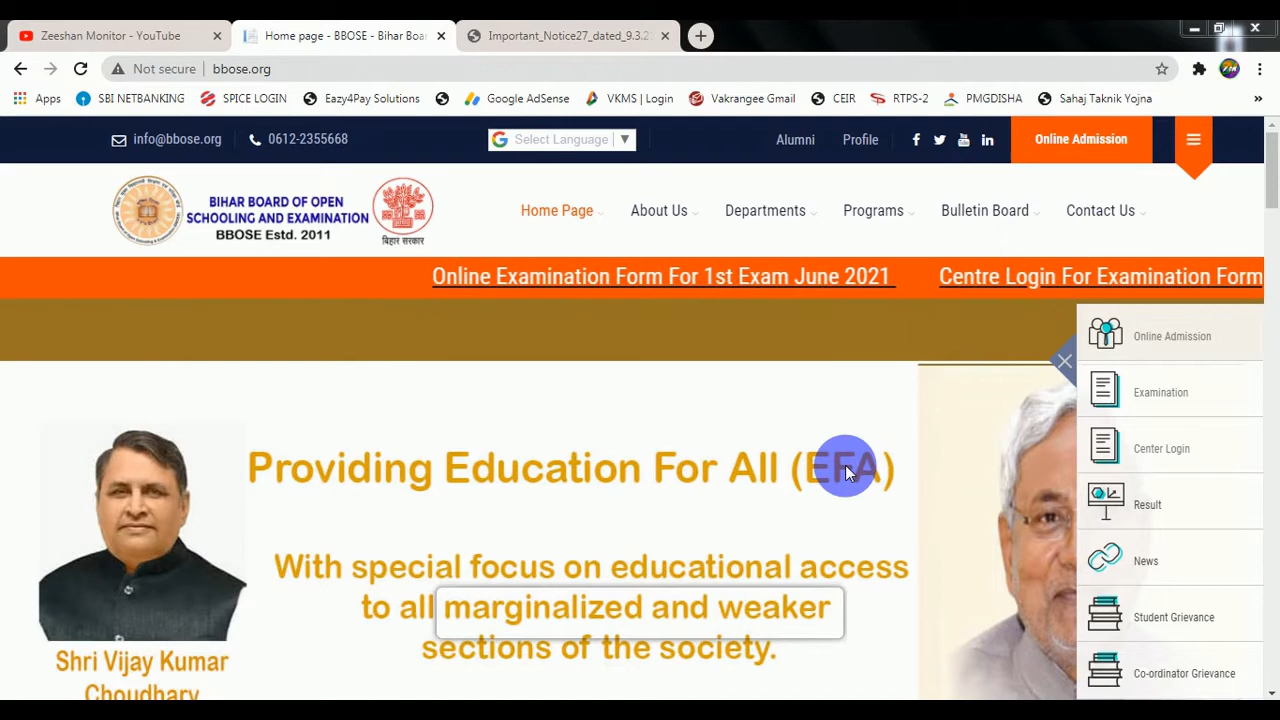 Zeeshan Monitor - YouTube
Home page - BBOSE - Bihar Boa
Important_Notice27_dated_9.3.2
Not secure
bbose.org
Apps
SBI NETBANKING
SPICE LOGIN
Eazy4Pay Solutions
Google AdSense
VKMS | Login
Vakrangee Gmail
CEIR
RTPS-2
PMGDISHA
Sahaj Taknik Yojna
info@bbose.org
0612-2355668
Select Language
Alumni
Profile
Online Admission
BIHAR BOARD OF OPEN
SCHOOLING AND EXAMINATION
BBOSE Estd. 2011
बिहार सरकार
Home Page
About Us
Departments
Programs
Bulletin Board
Contact Us
Online Examination Form For 1st Exam June 2021
Centre Login For Examination Form
Online Admission
Examination
Center Login
Result
News
Student Grievance
Co-ordinator Grievance
Providing Education For All (EFA)
With special focus on educational access
to all marginalized and weaker
sections of the society.
Shri Vijay Kumar
Choudhary